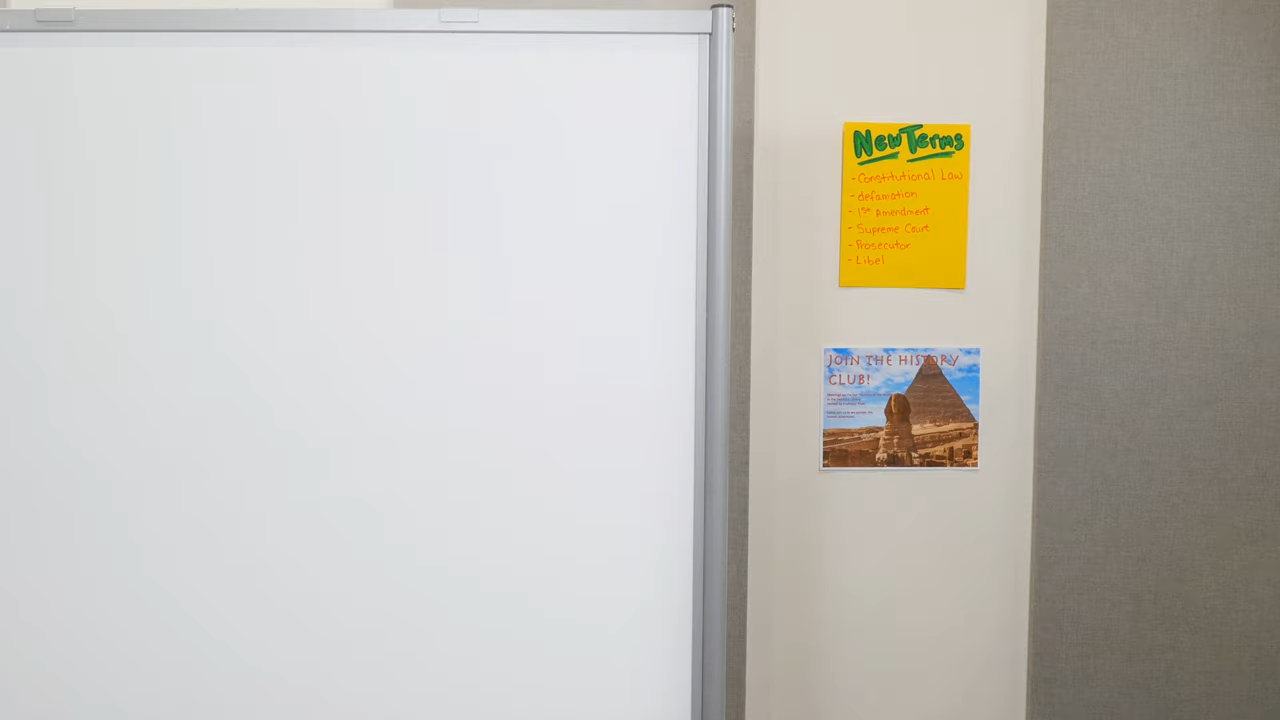 New Terms
- Constitutional Law
- defamation
- 1st Amendment
- Supreme Court
- Prosecutor
- Libel
JOIN THE HISTORY
CLUB!